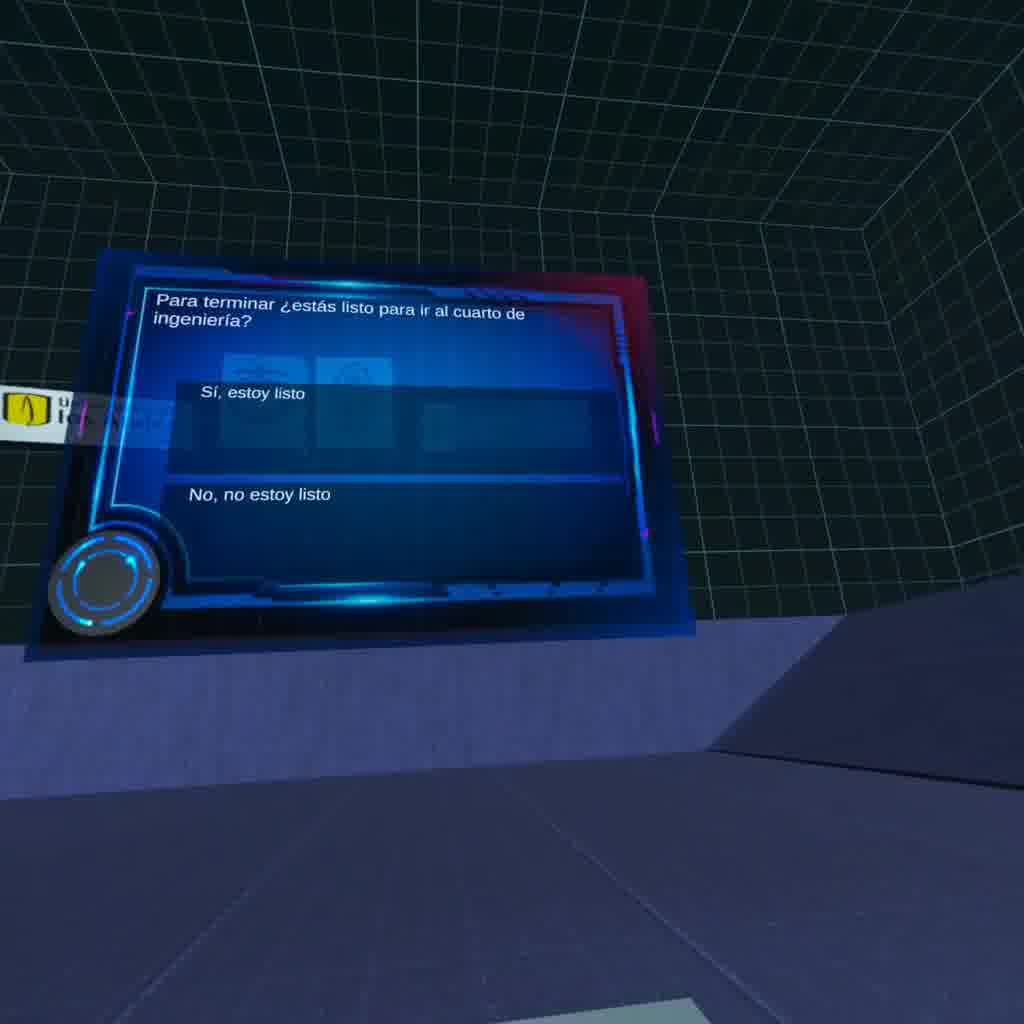 Para terminar ¿estás listo para ir al cuarto de
ingeniería?
Sí, estoy listo
No, no estoy listo